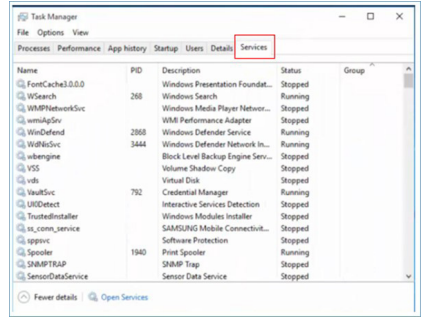 Task Manager
File Options View
Processes Performance App history Startup Users Details Services
Name PID Description Status Group
FontCache3.0.0.0 Windows Presentation Foundat... Stopped
WSearch 268 Windows Search Running
WMPNetworkSvc Windows Media Player Networ... Stopped
wmiApSrv WMI Performance Adapter Stopped
WinDefend 2868 Windows Defender Service Running
WdNisSvc 3444 Windows Defender Network In... Running
wbengine Block Level Backup Engine Serv... Stopped
VSS Volume Shadow Copy Stopped
vds Virtual Disk Stopped
VaultSvc 792 Credential Manager Running
UI0Detect Interactive Services Detection Stopped
TrustedInstaller Windows Modules Installer Stopped
ss_conn_service SAMSUNG Mobile Connectivit... Stopped
sppsvc Software Protection Stopped
Spooler 1940 Print Spooler Running
SNMPTRAP SNMP Trap Stopped
SensorDataService Sensor Data Service Stopped
Fewer details Open Services